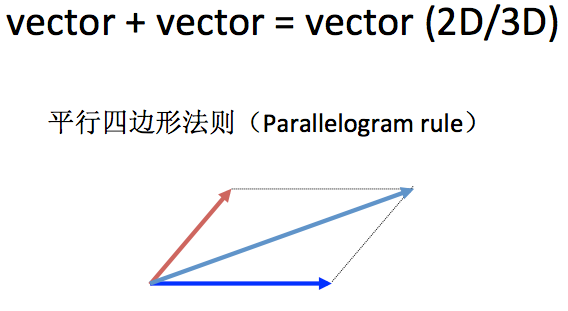 vector + vector = vector (2D/3D)
平行四边形法则（Parallelogram rule）